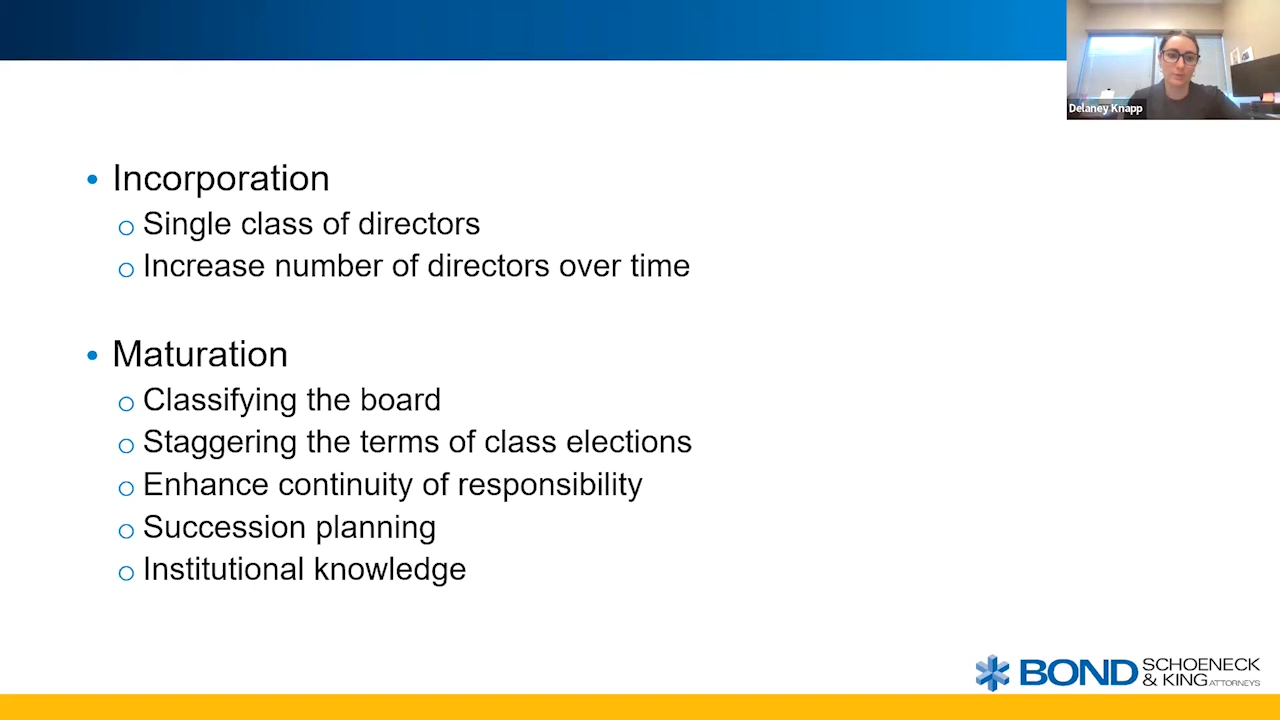 Delaney Knapp
• Incorporation
o Single class of directors
o Increase number of directors over time
• Maturation
o Classifying the board
o Staggering the terms of class elections
o Enhance continuity of responsibility
o Succession planning
o Institutional knowledge
BOND SCHOENECK
& KING ATTORNEYS